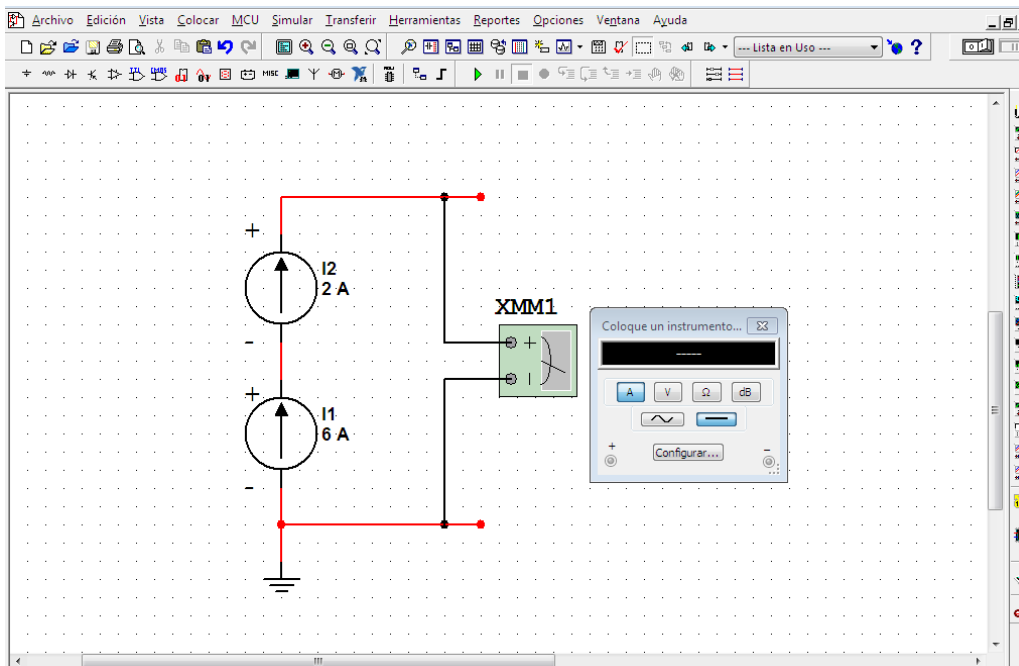 Archivo Edición Vista Colocar MCU Simular Transferir Herramientas Reportes Opciones Ventana Ayuda
--- Lista en Uso ---
MISC
+
I2
2 A
-
+
I1
6 A
-
XMM1
+
Coloque un instrumento...
-----
A V Ω dB
+
Configurar...
-